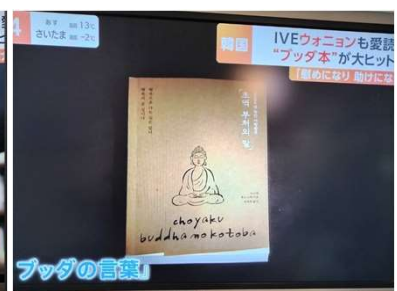 4
あす 13℃
さいたま -2℃
韓国
IVEウォニョンも愛読
“ブッダ本”が大ヒット
「慰めになり 助けにな
초역 부처의 말
choyaku
buddha no kotoba
ブッダの言葉」